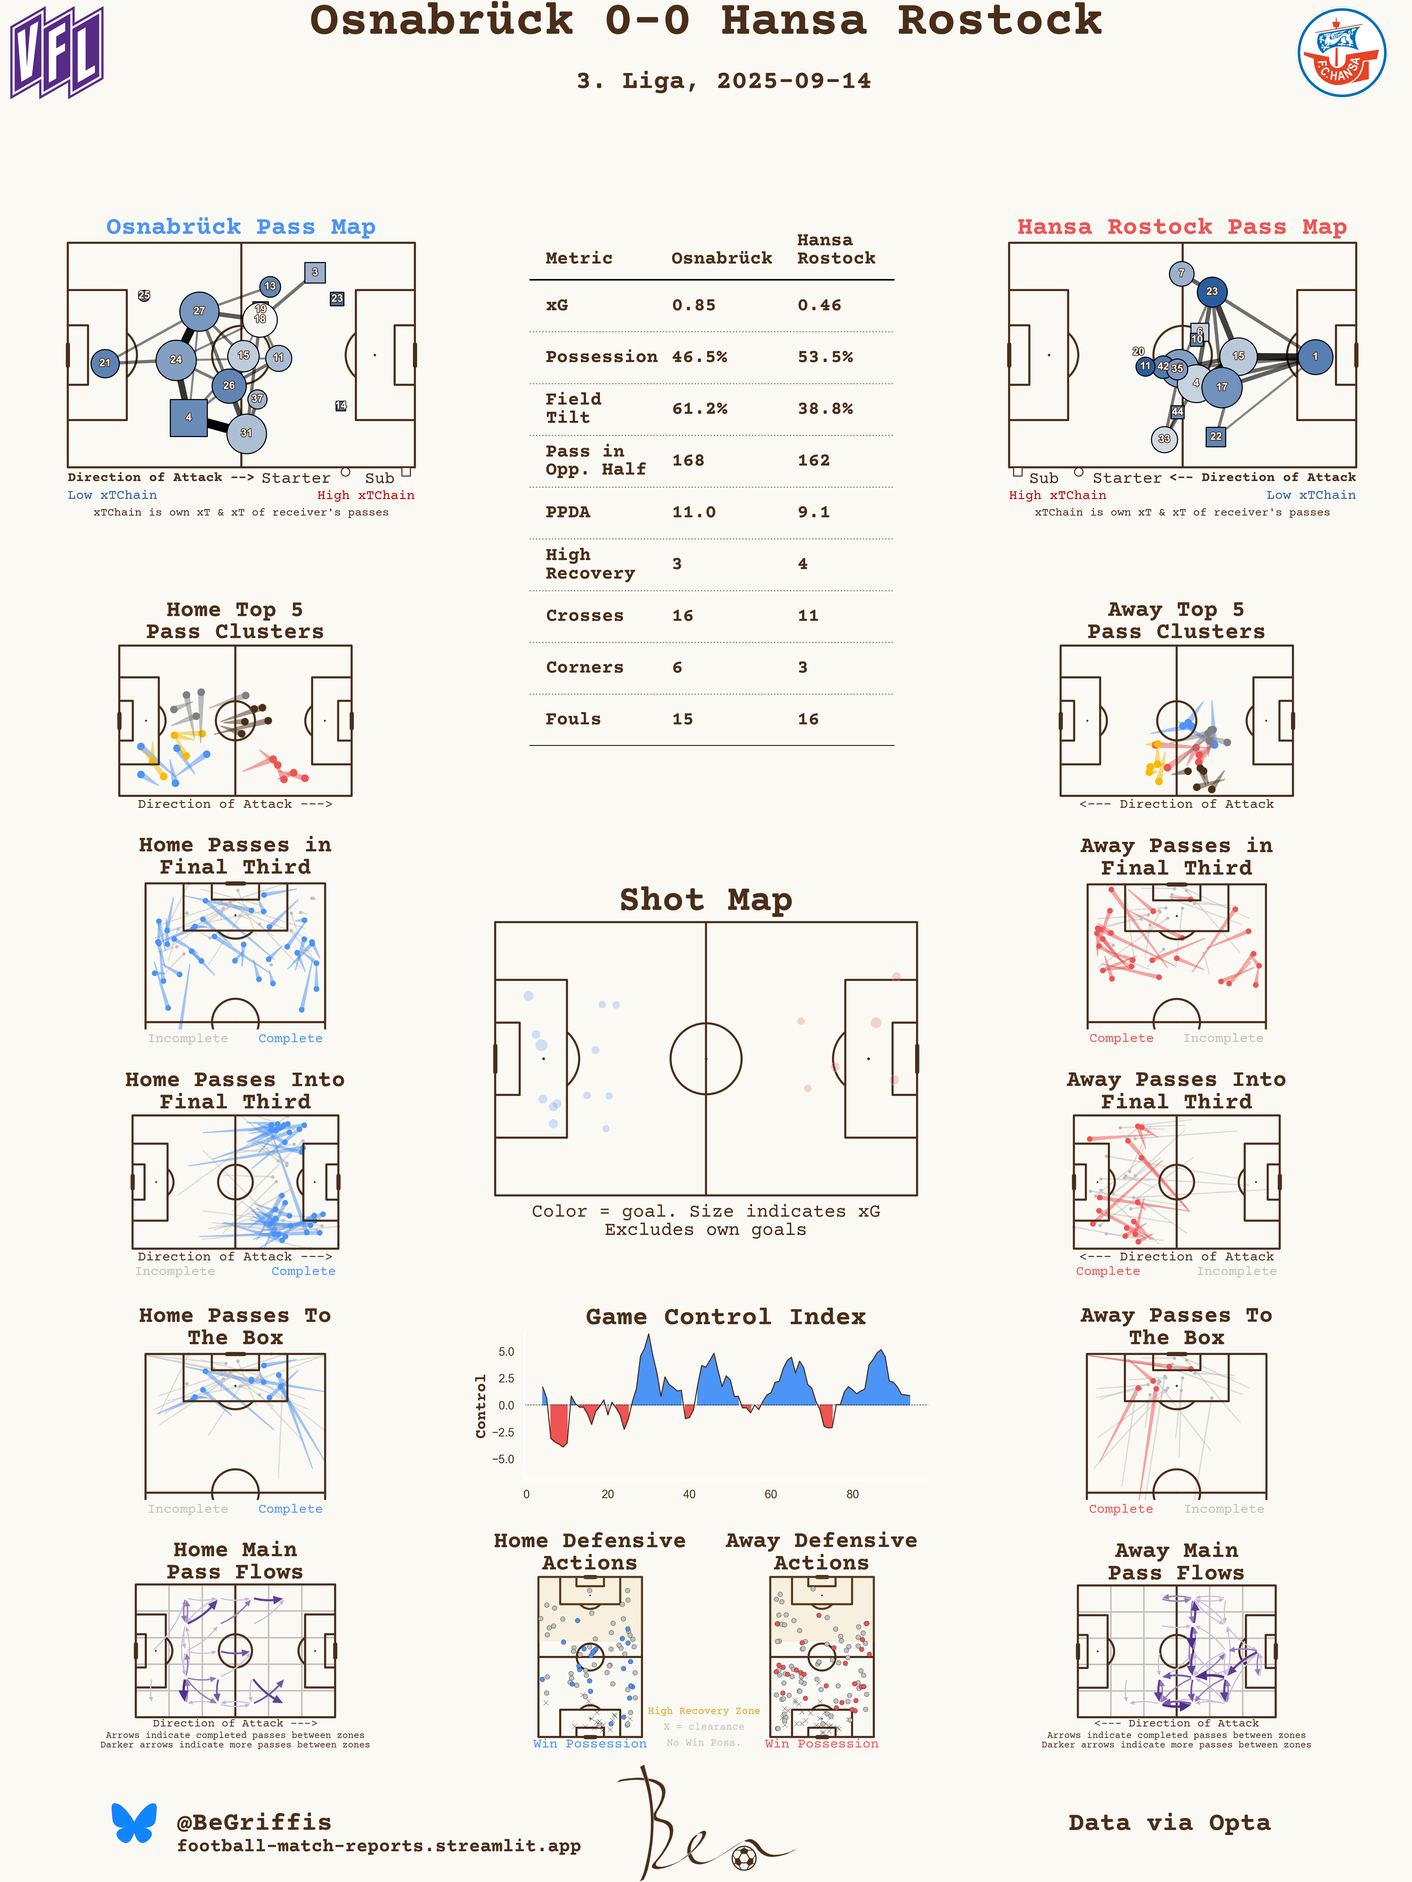 Osnabrück 0-0 Hansa Rostock
3. Liga, 2025-09-14
VFL
F.C. HANSA
Osnabrück Pass Map
25
27
13
3
23
19
18
21
24
15
11
26
37
14
4
31
Direction of Attack --> Starter Sub
Low xTChain High xTChain
xTChain is own xT & xT of receiver's passes
Metric Osnabrück Hansa Rostock
xG 0.85 0.46
Possession 46.5% 53.5%
Field Tilt 61.2% 38.8%
Pass in Opp. Half 168 162
PPDA 11.0 9.1
High Recovery 3 4
Crosses 16 11
Corners 6 3
Fouls 15 16
Hansa Rostock Pass Map
7
23
6
10
20
11
42
35
15
1
4
17
44
33
22
Sub Starter <-- Direction of Attack
High xTChain Low xTChain
xTChain is own xT & xT of receiver's passes
Home Top 5
Pass Clusters
Direction of Attack --->
Away Top 5
Pass Clusters
<--- Direction of Attack
Home Passes in
Final Third
Incomplete Complete
Away Passes in
Final Third
Complete Incomplete
Shot Map
Color = goal. Size indicates xG
Excludes own goals
Home Passes Into
Final Third
Direction of Attack --->
Incomplete Complete
Away Passes Into
Final Third
<--- Direction of Attack
Complete Incomplete
Home Passes To
The Box
Incomplete Complete
Game Control Index
Control
5.0
2.5
0.0
−2.5
−5.0
0 20 40 60 80
Away Passes To
The Box
Complete Incomplete
Home Main
Pass Flows
Direction of Attack --->
Arrows indicate completed passes between zones
Darker arrows indicate more passes between zones
Home Defensive
Actions
Win Possession
High Recovery Zone
X = clearance
No Win Poss.
Away Defensive
Actions
Win Possession
Away Main
Pass Flows
<--- Direction of Attack
Arrows indicate completed passes between zones
Darker arrows indicate more passes between zones
@BeGriffis
football-match-reports.streamlit.app
Ben
Data via Opta